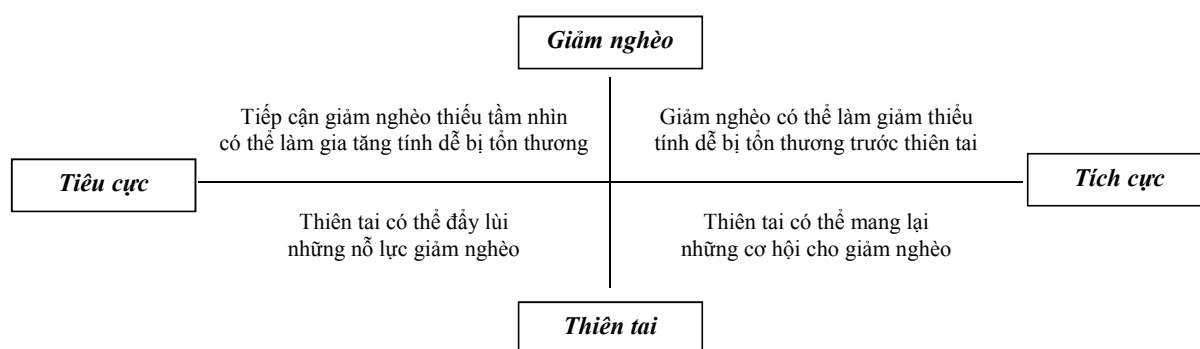 Giảm nghèo
Tiếp cận giảm nghèo thiếu tầm nhìn
có thể làm gia tăng tính dễ bị tổn thương
Giảm nghèo có thể làm giảm thiểu
tính dễ bị tổn thương trước thiên tai
Tiêu cực
Tích cực
Thiên tai có thể đẩy lùi
những nỗ lực giảm nghèo
Thiên tai có thể mang lại
những cơ hội cho giảm nghèo
Thiên tai